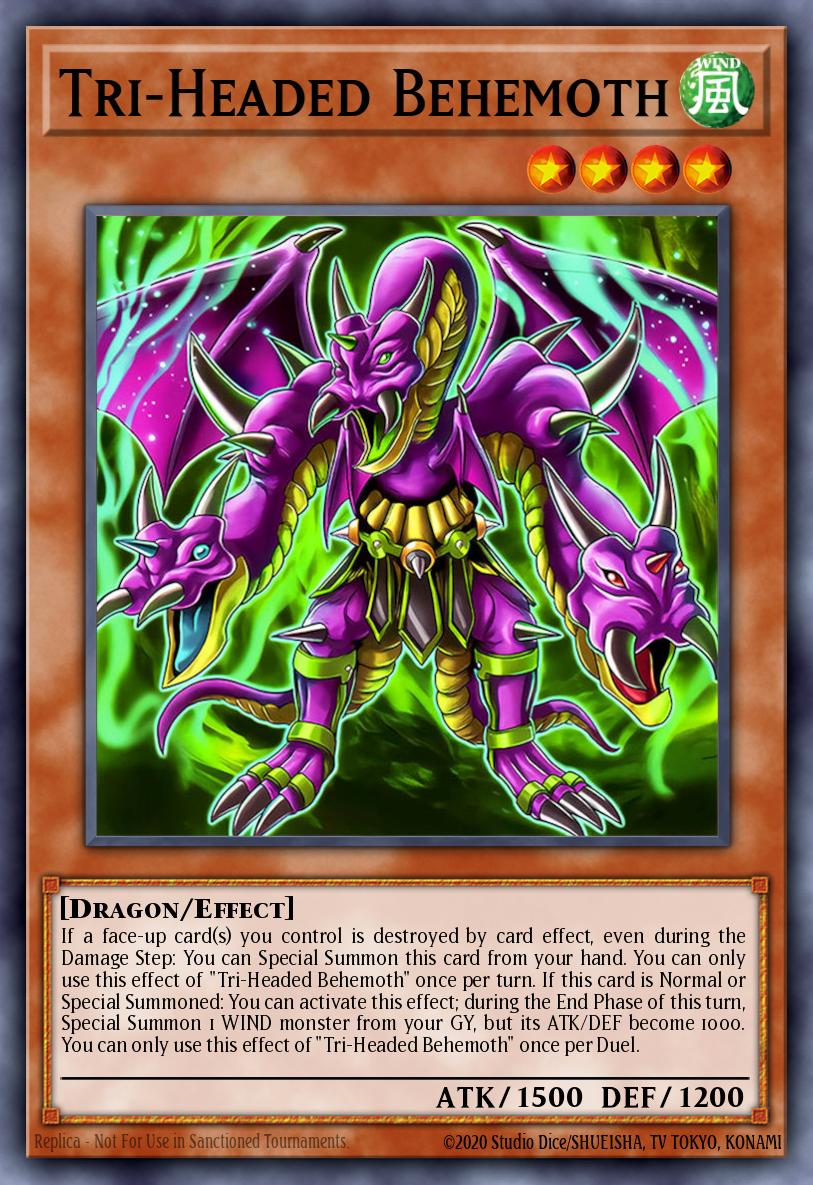 Tri-Headed Behemoth
WIND
風
[Dragon/Effect]
If a face-up card(s) you control is destroyed by card effect, even during the
Damage Step: You can Special Summon this card from your hand. You can only
use this effect of "Tri-Headed Behemoth" once per turn. If this card is Normal or
Special Summoned: You can activate this effect; during the End Phase of this turn,
Special Summon 1 WIND monster from your GY, but its ATK/DEF become 1000.
You can only use this effect of "Tri-Headed Behemoth" once per Duel.
ATK/1500 DEF/1200
Replica - Not For Use in Sanctioned Tournaments.
©2020 Studio Dice/SHUEISHA, TV TOKYO, KONAMI